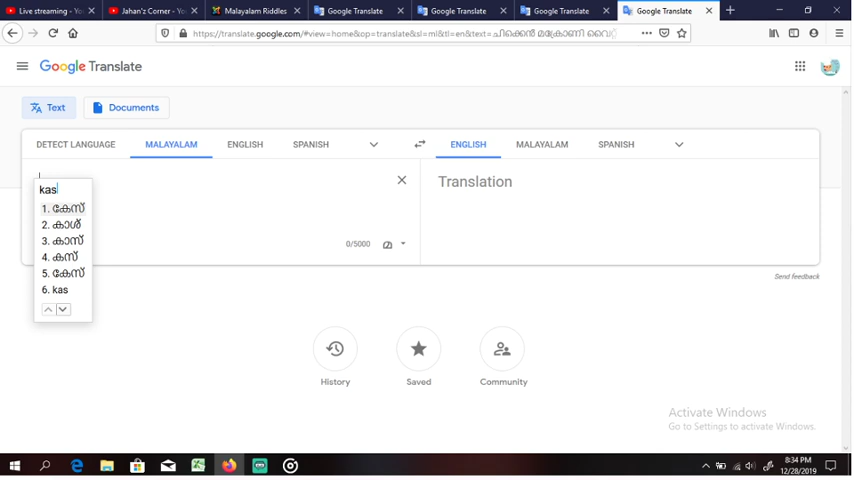 Live streaming - Yo
Jahan'z Corner - Yo
Malayalam Riddles
Google Translate
Google Translate
Google Translate
Google Translate
https://translate.google.com/#view=home&op=translate&sl=ml&tl=en&text=ചിക്കെൻ മക്രോണി വൈറ്റ്
Google Translate
Text
Documents
DETECT LANGUAGE MALAYALAM ENGLISH SPANISH
ENGLISH MALAYALAM SPANISH
kas
Translation
1. കേസ്
2. കാശ്
3. കാസ്
4. കസ്
5. കേസ്
6. kas
0/5000
Send feedback
History
Saved
Community
Activate Windows
Go to Settings to activate Windows.
8:34 PM
12/28/2019